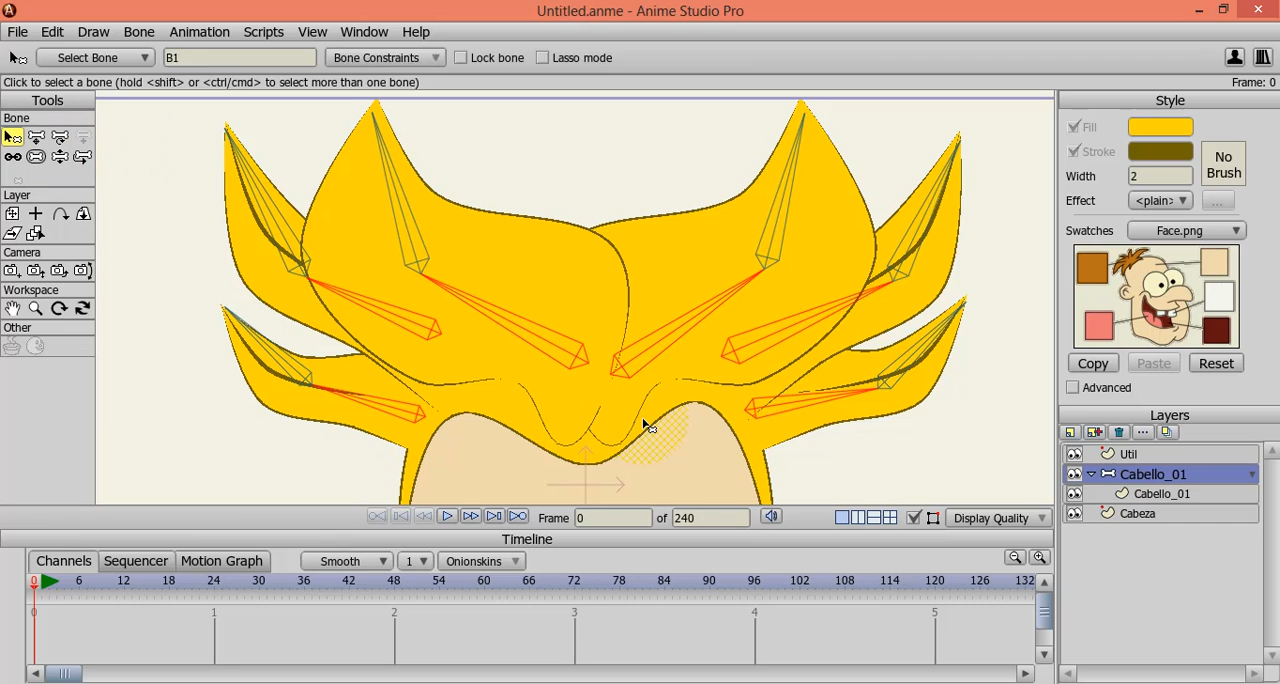 Untitled.anme - Anime Studio Pro
File Edit Draw Bone Animation Scripts View Window Help
Select Bone B1 Bone Constraints Lock bone Lasso mode
Click to select a bone (hold <shift> or <ctrl/cmd> to select more than one bone) Frame: 0
Tools
Bone
Layer
Camera
Workspace
Other
Style
Fill
Stroke
No Brush
Width 2
Effect <plain> ...
Swatches Face.png
Copy Paste Reset
Advanced
Layers
...
Util
Cabello_01
Cabello_01
Cabeza
Frame 0 of 240 Display Quality
Timeline
Channels Sequencer Motion Graph Smooth 1 Onionskins
0 6 12 18 24 30 36 42 48 54 60 66 72 78 84 90 96 102 108 114 120 126 132
0 1 2 3 4 5